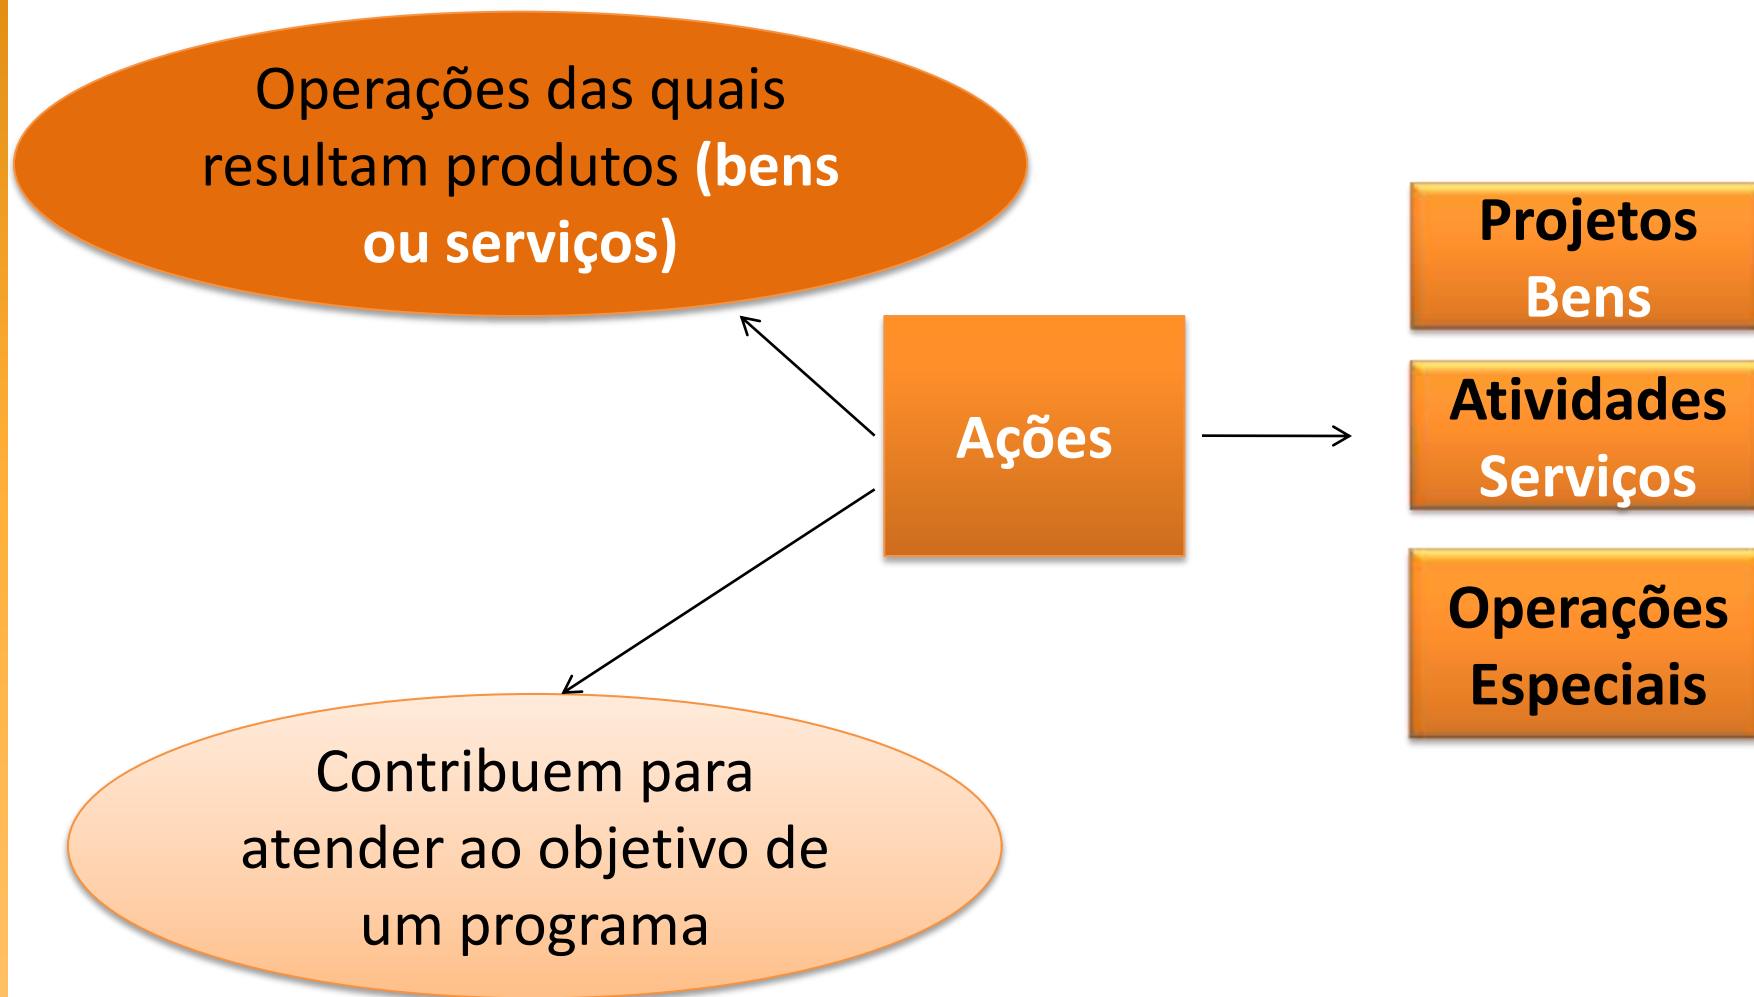 Operações das quais
resultam produtos (bens
ou serviços)
Ações
Projetos
Bens
Atividades
Serviços
Operações
Especiais
Contribuem para
atender ao objetivo de
um programa